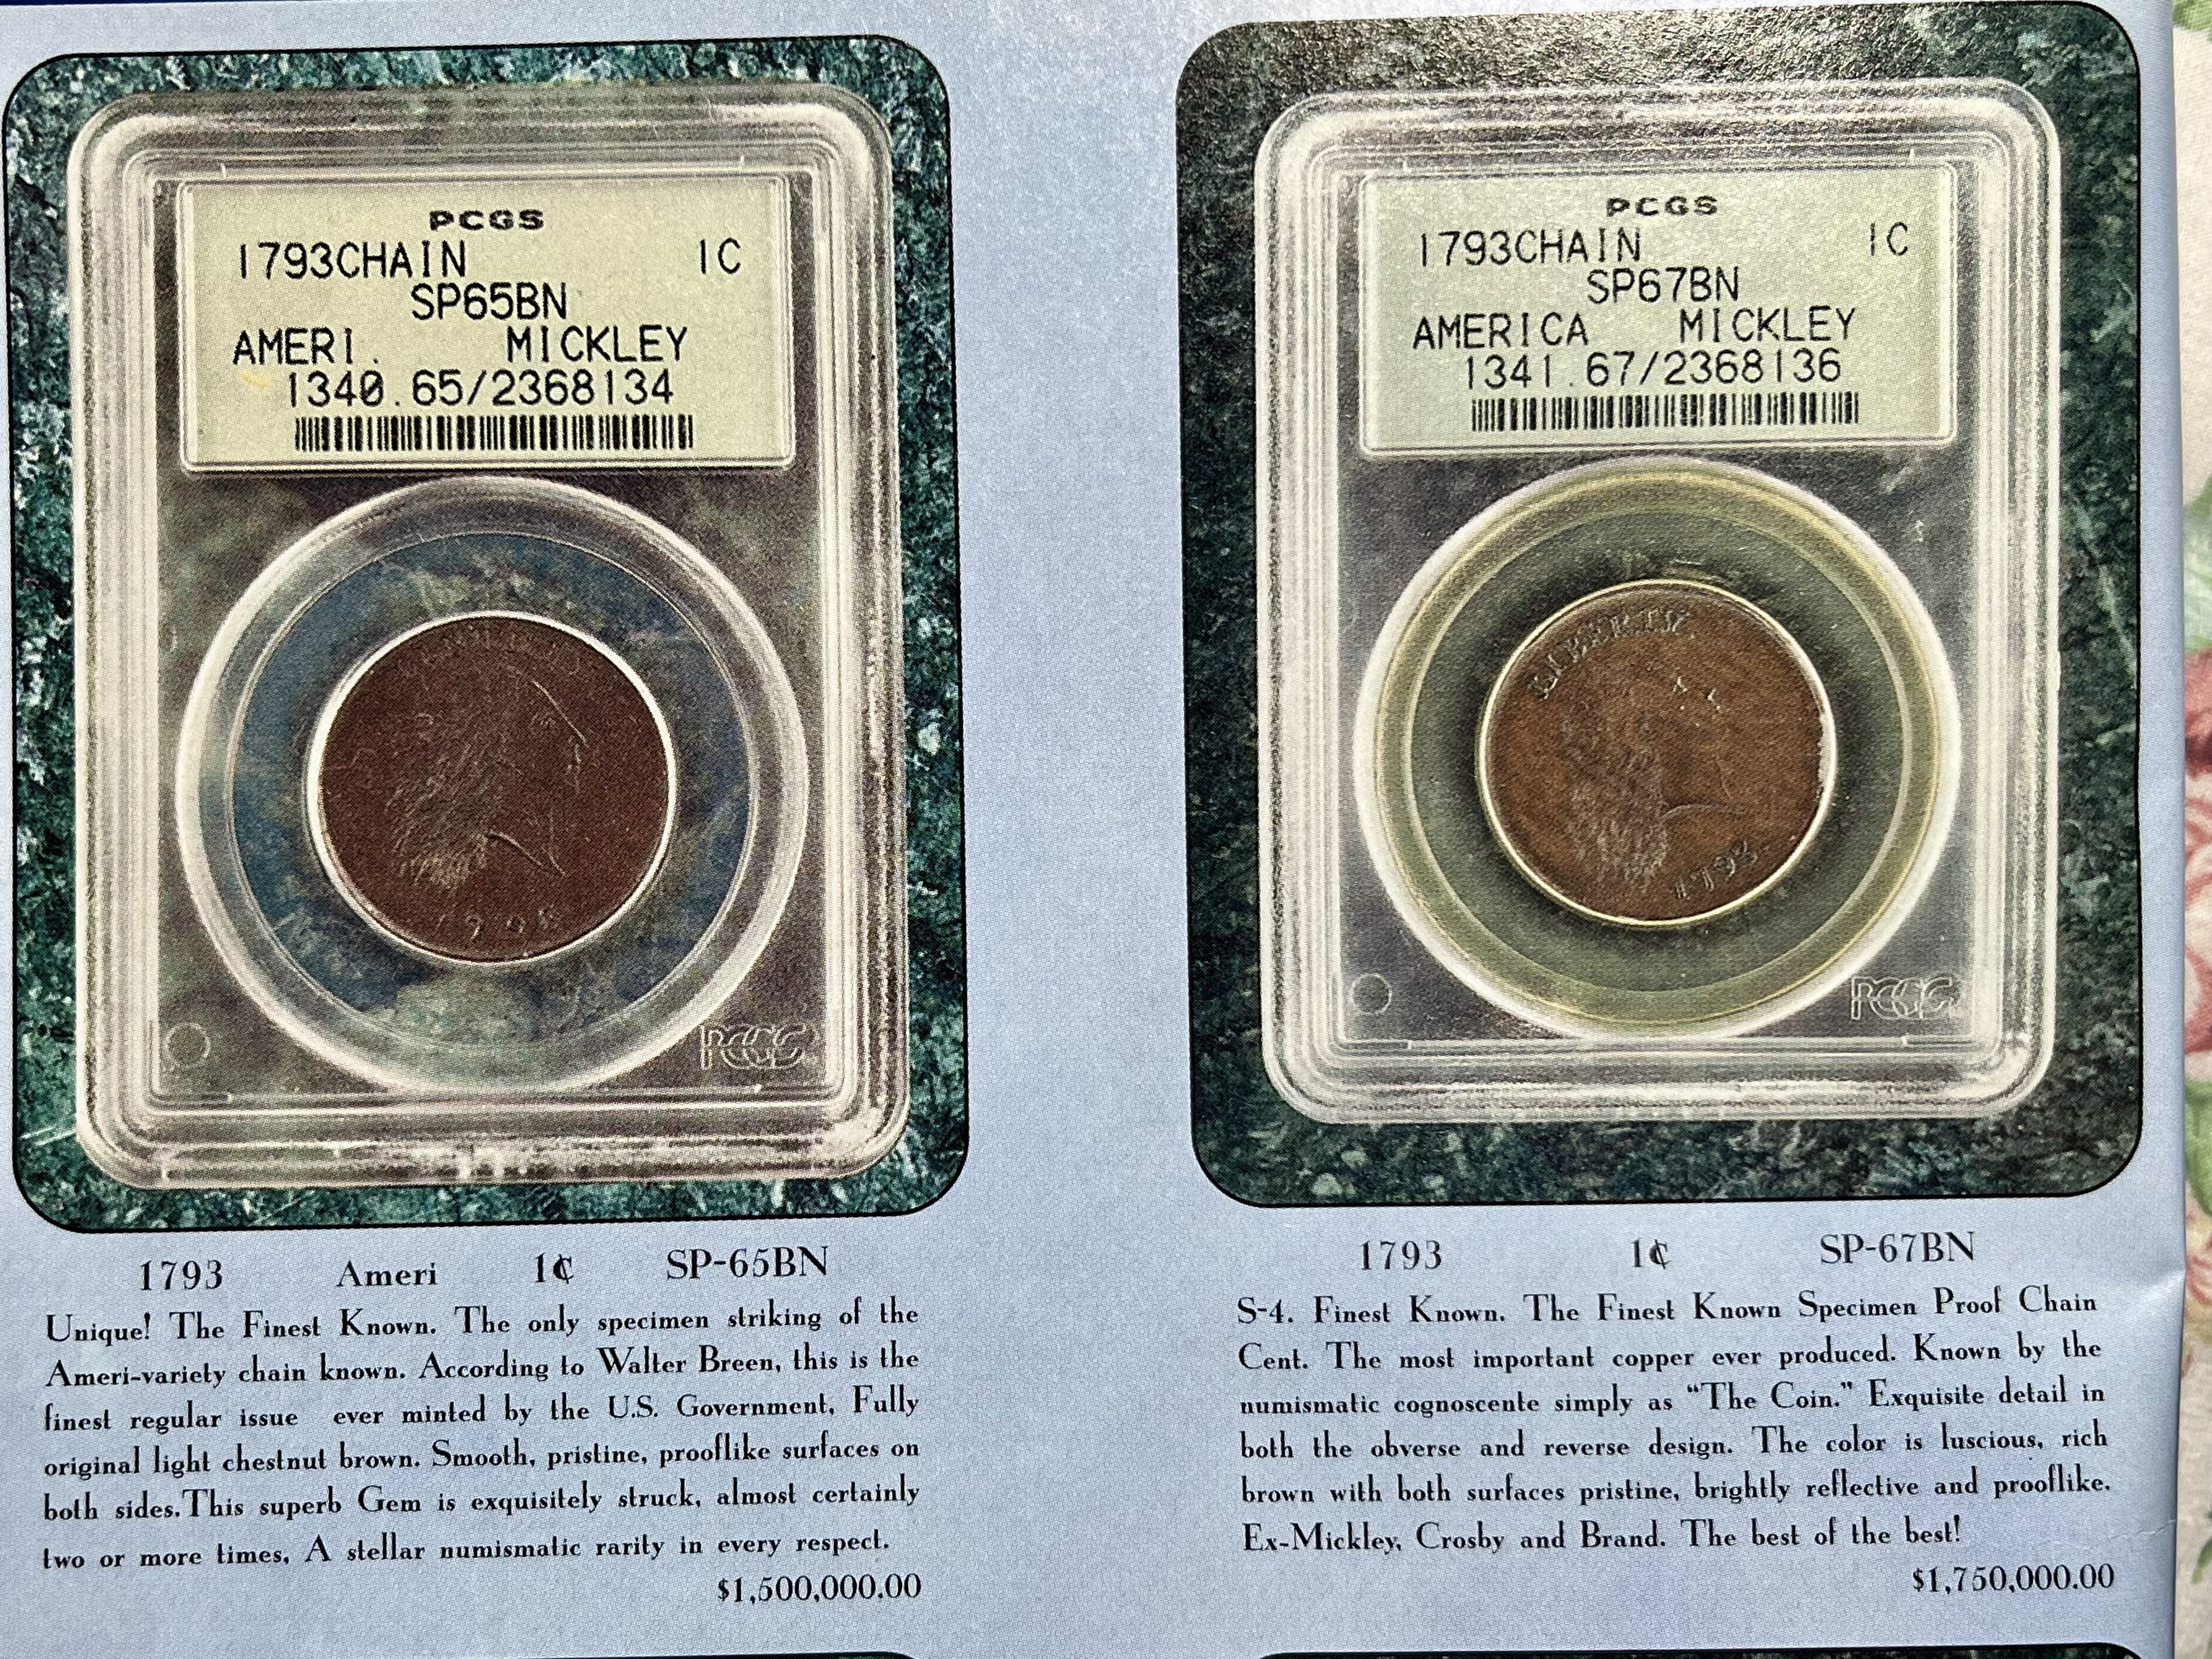 PCGS
1793CHAIN 1C
SP65BN
AMERI. MICKLEY
1340.65/2368134
PCGS
1793 Ameri 1¢ SP-65BN
Unique! The Finest Known. The only specimen striking of the
Ameri-variety chain known. According to Walter Breen, this is the
finest regular issue ever minted by the U.S. Government, Fully
original light chestnut brown. Smooth, pristine, prooflike surfaces on
both sides.This superb Gem is exquisitely struck, almost certainly
two or more times, A stellar numismatic rarity in every respect.
$1,500,000.00
PCGS
1793CHAIN 1C
SP67BN
AMERICA MICKLEY
1341.67/2368136
1793
PCGS
1793 1¢ SP-67BN
S-4. Finest Known. The Finest Known Specimen Proof Chain
Cent. The most important copper ever produced. Known by the
numismatic cognoscente simply as “The Coin.” Exquisite detail in
both the obverse and reverse design. The color is luscious, rich
brown with both surfaces pristine, brightly reflective and prooflike.
Ex-Mickley, Crosby and Brand. The best of the best!
$1,750,000.00